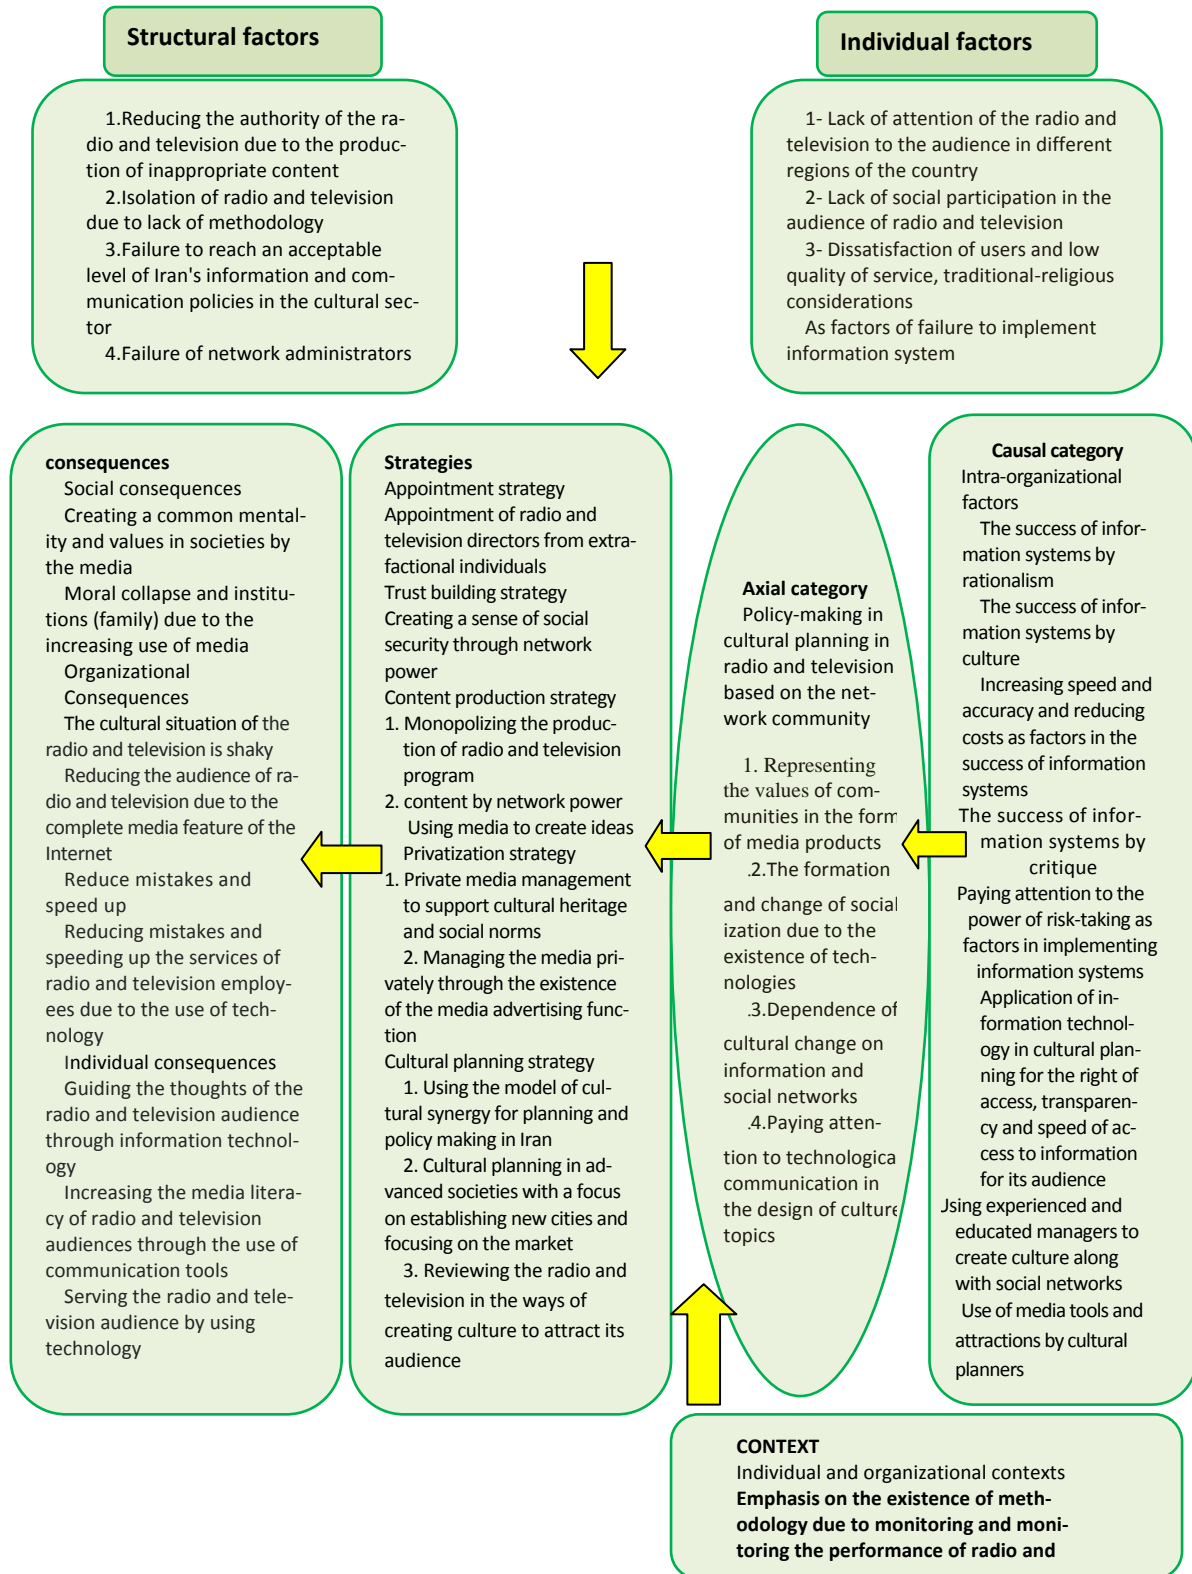 Structural factors
Individual factors
1.Reducing the authority of the ra-
dio and television due to the produc-
tion of inappropriate content
2.Isolation of radio and television
due to lack of methodology
3.Failure to reach an acceptable
level of Iran's information and com-
munication policies in the cultural sec-
tor
4.Failure of network administrators
1- Lack of attention of the radio and
television to the audience in different
regions of the country
2- Lack of social participation in the
audience of radio and television
3- Dissatisfaction of users and low
quality of service, traditional-religious
considerations
As factors of failure to implement
information system
consequences
Social consequences
Creating a common mental-
ity and values in societies by
the media
Moral collapse and institu-
tions (family) due to the
increasing use of media
Organizational
Consequences
The cultural situation of the
radio and television is shaky
Reducing the audience of ra-
dio and television due to the
complete media feature of the
Internet
Reduce mistakes and
speed up
Reducing mistakes and
speeding up the services of
radio and television employ-
ees due to the use of tech-
nology
Individual consequences
Guiding the thoughts of the
radio and television audience
through information technol-
ogy
Increasing the media litera-
cy of radio and television
audiences through the use of
communication tools
Serving the radio and tele-
vision audience by using
technology
Strategies
Appointment strategy
Appointment of radio and
television directors from extra-
factional individuals
Trust building strategy
Creating a sense of social
security through network
power
Content production strategy
1. Monopolizing the produc-
tion of radio and television
program
2. content by network power
Using media to create ideas
Privatization strategy
1. Private media management
to support cultural heritage
and social norms
2. Managing the media pri-
vately through the existence
of the media advertising func-
tion
Cultural planning strategy
1. Using the model of cul-
tural synergy for planning and
policy making in Iran
2. Cultural planning in ad-
vanced societies with a focus
on establishing new cities and
focusing on the market
3. Reviewing the radio and
television in the ways of
creating culture to attract its
audience
Axial category
Policy-making in
cultural planning in
radio and television
based on the net-
work community
1. Representing
the values of com-
munities in the form
of media products
.2.The formation
and change of social
ization due to the
existence of tech-
nologies
.3.Dependence of
cultural change on
information and
social networks
.4.Paying atten-
tion to technologica
communication in
the design of culture
topics
Causal category
Intra-organizational
factors
The success of infor-
mation systems by
rationalism
The success of infor-
mation systems by
culture
Increasing speed and
accuracy and reducing
costs as factors in the
success of information
systems
The success of infor-
mation systems by
critique
Paying attention to the
power of risk-taking as
factors in implementing
information systems
Application of in-
formation technol-
ogy in cultural plan-
ning for the right of
access, transparen-
cy and speed of ac-
cess to information
for its audience
Using experienced and
educated managers to
create culture along
with social networks
Use of media tools and
attractions by cultural
planners
CONTEXT
Individual and organizational contexts
Emphasis on the existence of meth-
odology due to monitoring and moni-
toring the performance of radio and